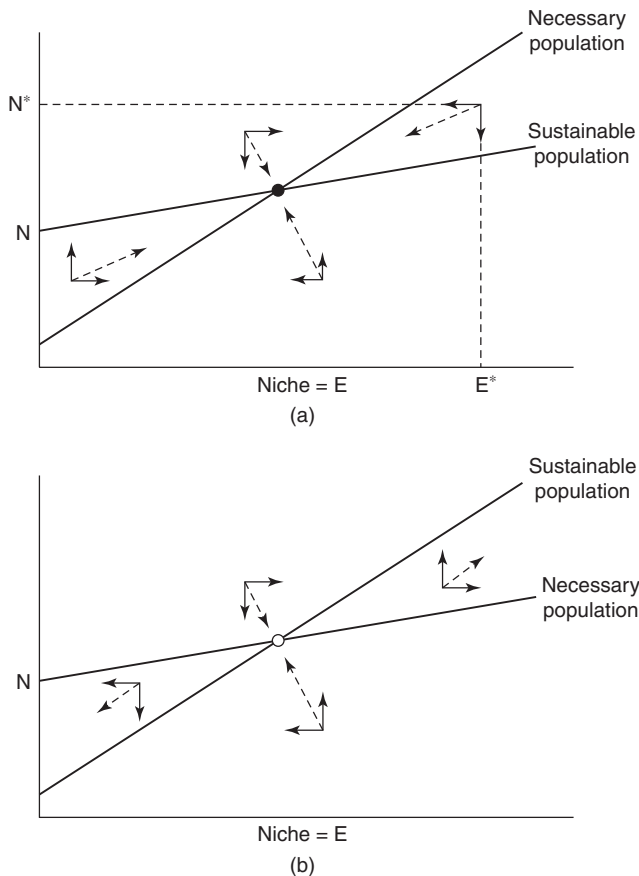 Necessary
population
N*
Sustainable
population
N
Niche = E
E*
(a)
Sustainable
population
Necessary
population
N
Niche = E
(b)